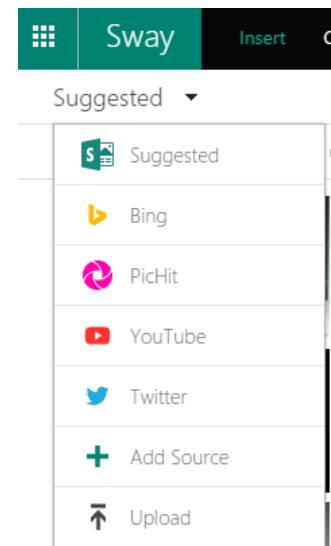 Sway Insert
Suggested
Suggested
Bing
PicHit
YouTube
Twitter
Add Source
Upload